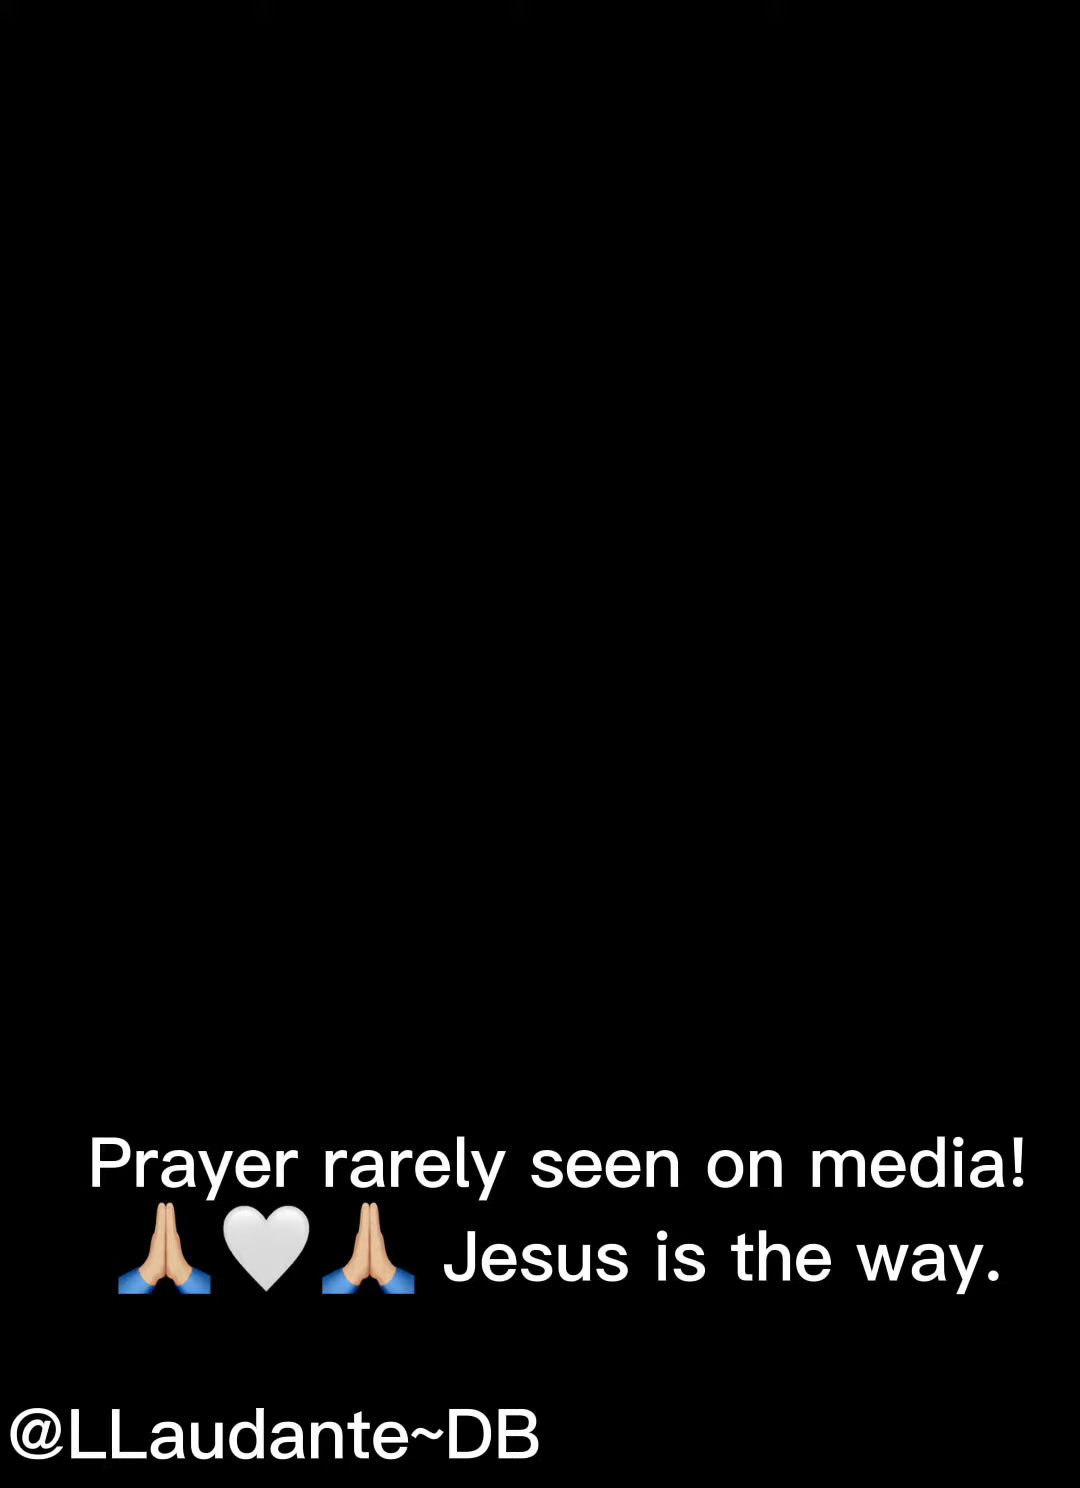 Prayer rarely seen on media!
🙏🏼🤍🙏🏼 Jesus is the way.
@LLaudante~DB